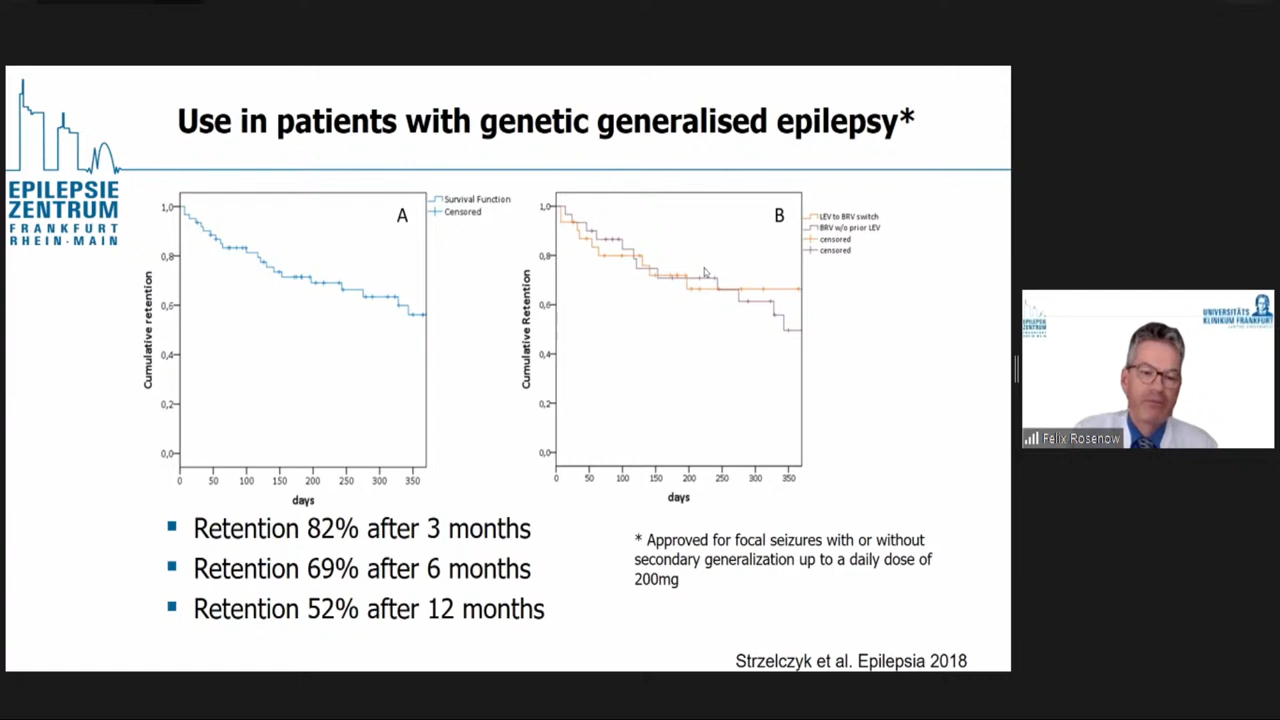 Use in patients with genetic generalised epilepsy*
EPILEPSIE
ZENTRUM
FRANKFURT
RHEIN-MAIN
A
Survival Function
Censored
Cumulative retention
1,0
0,8
0,6
0,4
0,2
0,0
0 50 100 150 200 250 300 350
days
B
LEV to BRV switch
BRV w/o prior LEV
censored
censored
Cumulative Retention
1,0
0,8
0,6
0,4
0,2
0,0
0 50 100 150 200 250 300 350
days
Retention 82% after 3 months
Retention 69% after 6 months
Retention 52% after 12 months
* Approved for focal seizures with or without
secondary generalization up to a daily dose of
200mg
Strzelczyk et al. Epilepsia 2018
EPILEPSIE
ZENTRUM
UNIVERSITÄTS
KLINIKUM FRANKFURT
Felix Rosenow